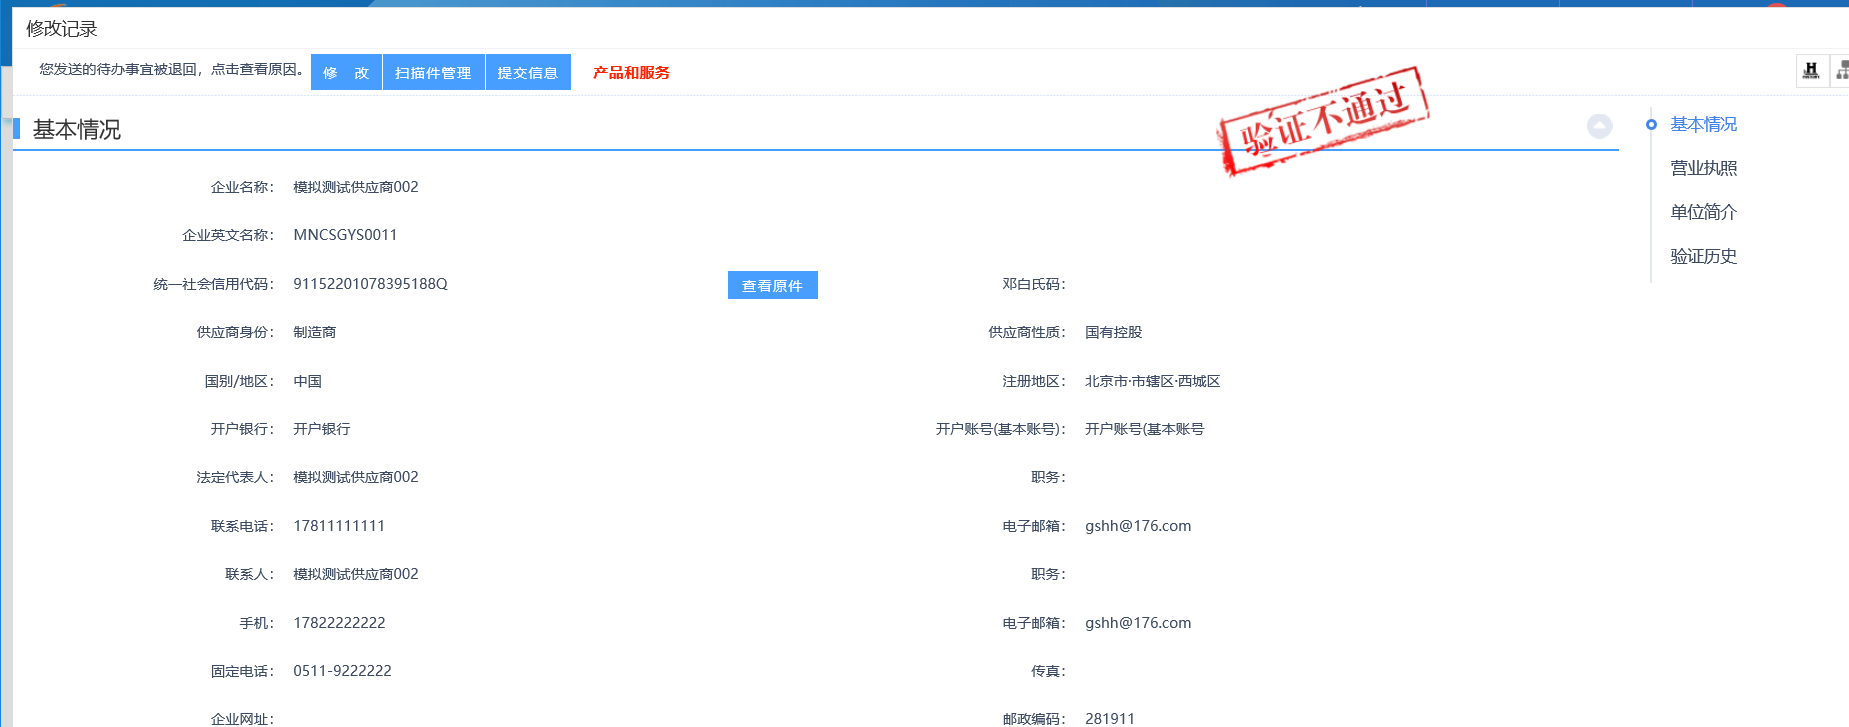 修改记录
您发送的待办事宜被退回，点击查看原因。 修 改 扫描件管理 提交信息 产品和服务
H
验证不通过
基本情况
企业名称： 模拟测试供应商002
企业英文名称： MNCSGYS0011
统一社会信用代码： 91152201078395188Q 查看原件 邓白氏码：
供应商身份： 制造商 供应商性质： 国有控股
国别/地区： 中国 注册地区： 北京市·市辖区·西城区
开户银行： 开户银行 开户账号(基本账号)： 开户账号(基本账号
法定代表人： 模拟测试供应商002 职务：
联系电话： 17811111111 电子邮箱： gshh@176.com
联系人： 模拟测试供应商002 职务：
手机： 17822222222 电子邮箱： gshh@176.com
固定电话： 0511-9222222 传真：
企业网址： 邮政编码： 281911
基本情况
营业执照
单位简介
验证历史